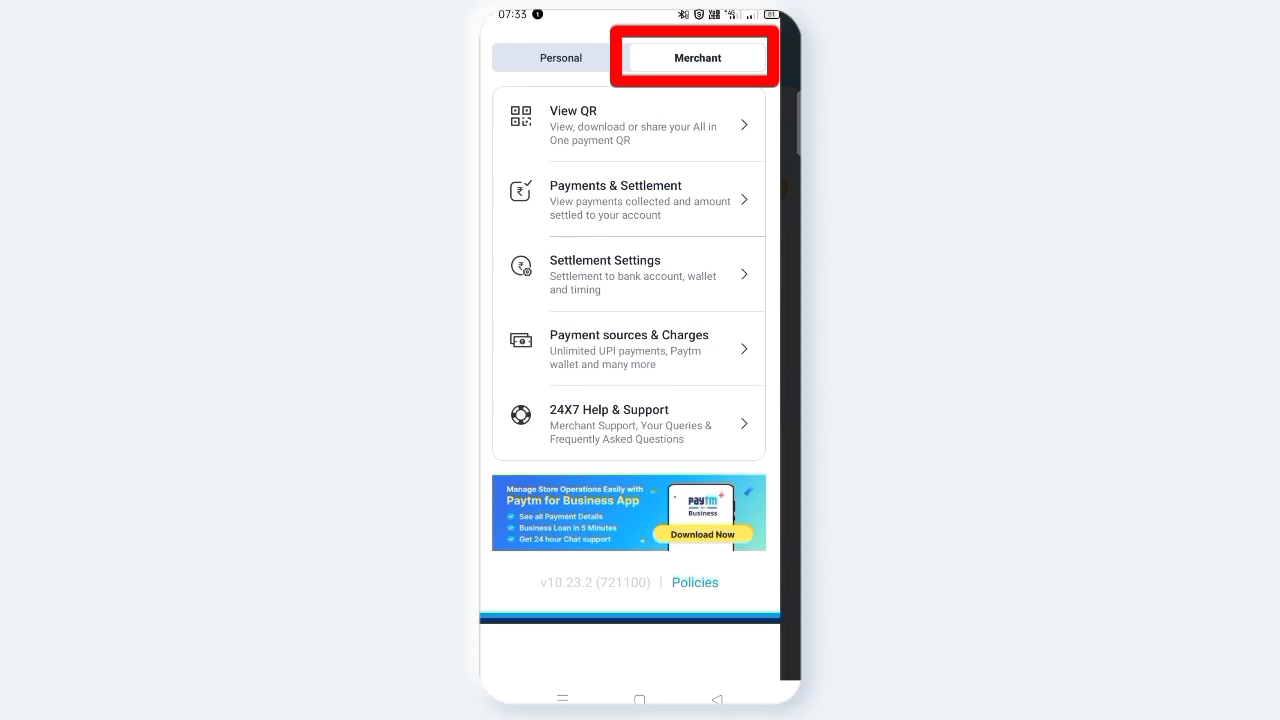 07:33
81
Personal
Merchant
View QR
View, download or share your All in
One payment QR
Payments & Settlement
View payments collected and amount
settled to your account
Settlement Settings
Settlement to bank account, wallet
and timing
Payment sources & Charges
Unlimited UPI payments, Paytm
wallet and many more
24X7 Help & Support
Merchant Support, Your Queries &
Frequently Asked Questions
Manage Store Operations Easily with
Paytm for Business App
See all Payment Details
Business Loan in 5 Minutes
Get 24 hour Chat support
paytm
for
Business
Download Now
v10.23.2 (721100) | Policies